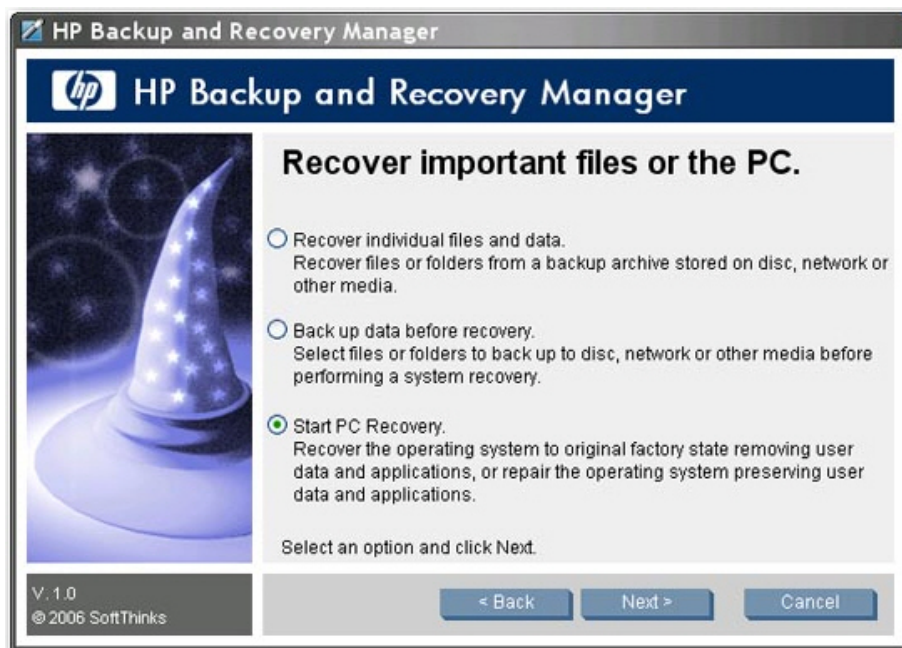 HP Backup and Recovery Manager
hp HP Backup and Recovery Manager
Recover important files or the PC.
Recover individual files and data.
Recover files or folders from a backup archive stored on disc, network or
other media.
Back up data before recovery.
Select files or folders to back up to disc, network or other media before
performing a system recovery.
Start PC Recovery.
Recover the operating system to original factory state removing user
data and applications, or repair the operating system preserving user
data and applications.
Select an option and click Next.
V. 1.0
© 2006 SoftThinks
< Back Next > Cancel